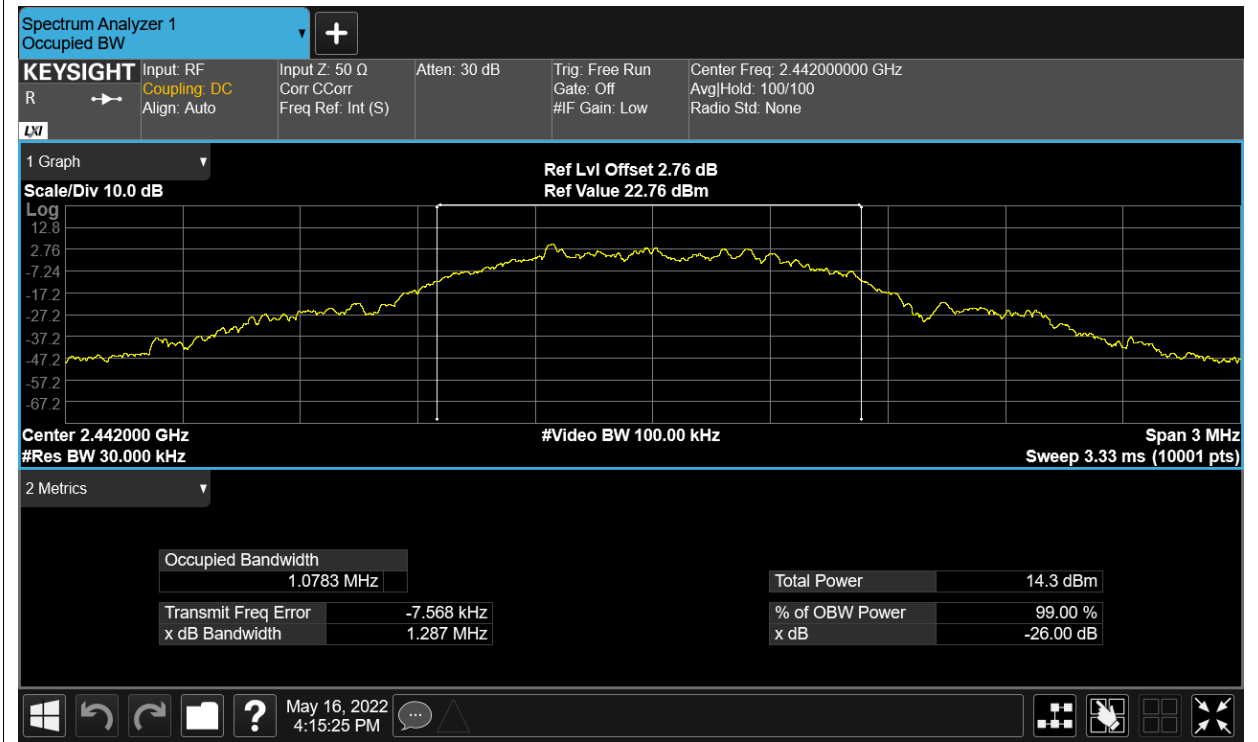 Spectrum Analyzer 1
Occupied BW
KEYSIGHT
R
LXI
Input: RF
Coupling: DC
Align: Auto
Input Z: 50 Ω
Corr CCorr
Freq Ref: Int (S)
Atten: 30 dB
Trig: Free Run
Gate: Off
#IF Gain: Low
Center Freq: 2.442000000 GHz
Avg|Hold: 100/100
Radio Std: None
1 Graph
Scale/Div 10.0 dB
Ref Lvl Offset 2.76 dB
Ref Value 22.76 dBm
Log
12.8
2.76
-7.24
-17.2
-27.2
-37.2
-47.2
-57.2
-67.2
Center 2.442000 GHz
#Video BW 100.00 kHz
Span 3 MHz
#Res BW 30.000 kHz
Sweep 3.33 ms (10001 pts)
2 Metrics
Occupied Bandwidth
1.0783 MHz
Total Power 14.3 dBm
Transmit Freq Error -7.568 kHz
% of OBW Power 99.00 %
x dB Bandwidth 1.287 MHz
x dB -26.00 dB
?
May 16, 2022
4:15:25 PM